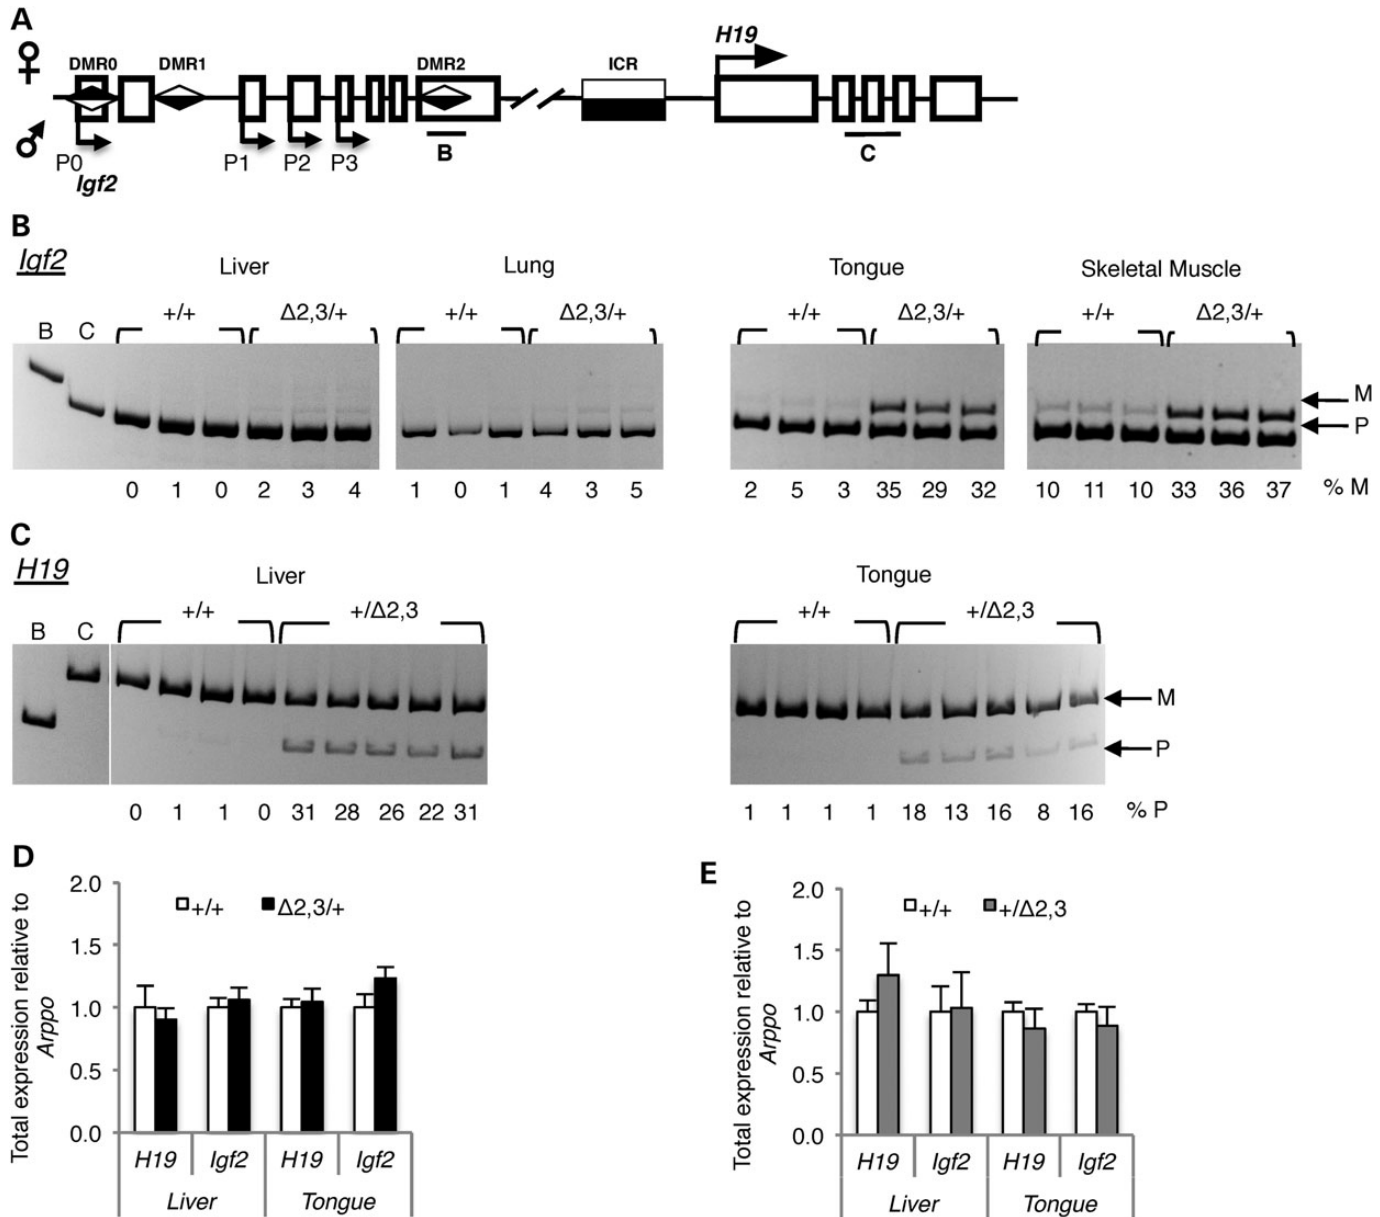 A
♀
♂
DMR0 DMR1 DMR2 ICR H19
P0 P1 P2 P3 B C
Igf2
B
Igf2 Liver Lung Tongue Skeletal Muscle
B C +/+ Δ2,3/+ +/+ Δ2,3/+ +/+ Δ2,3/+ +/+ Δ2,3/+
M
P
0 1 0 2 3 4 1 0 1 4 3 5 2 5 3 35 29 32 10 11 10 33 36 37 % M
C
H19 Liver Tongue
B C +/+ +/Δ2,3 +/+ +/Δ2,3
M
P
0 1 1 0 31 28 26 22 31 1 1 1 1 18 13 16 8 16 % P
D
Total expression relative to
Arppo
2.0
1.5
1.0
0.5
0.0
+/+ Δ2,3/+
H19 Igf2 H19 Igf2
Liver Tongue
E
Total expression relative to
Arppo
2.0
1.5
1.0
0.5
0.0
+/+ +/Δ2,3
H19 Igf2 H19 Igf2
Liver Tongue